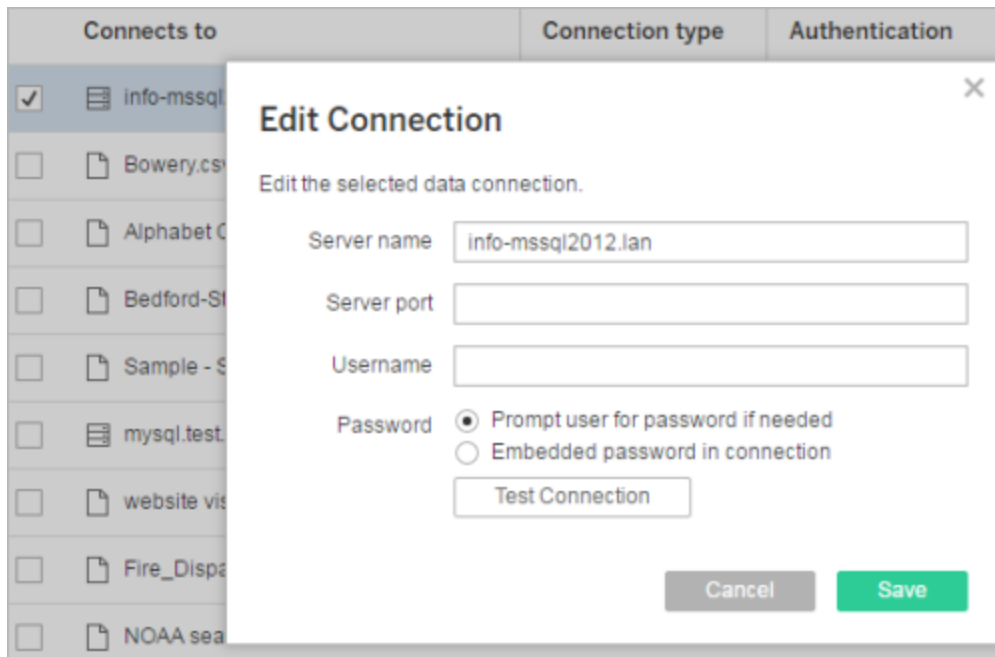 Connects to Connection type Authentication
info-mssql
Edit Connection
Bowery.cs
Edit the selected data connection.
Alphabet
Server name info-mssql2012.lan
Bedford-St
Server port
Sample - S
Username
mysql.test.
Password Prompt user for password if needed
Embedded password in connection
website vis
Test Connection
Fire_Dispa
Cancel Save
NOAA sea